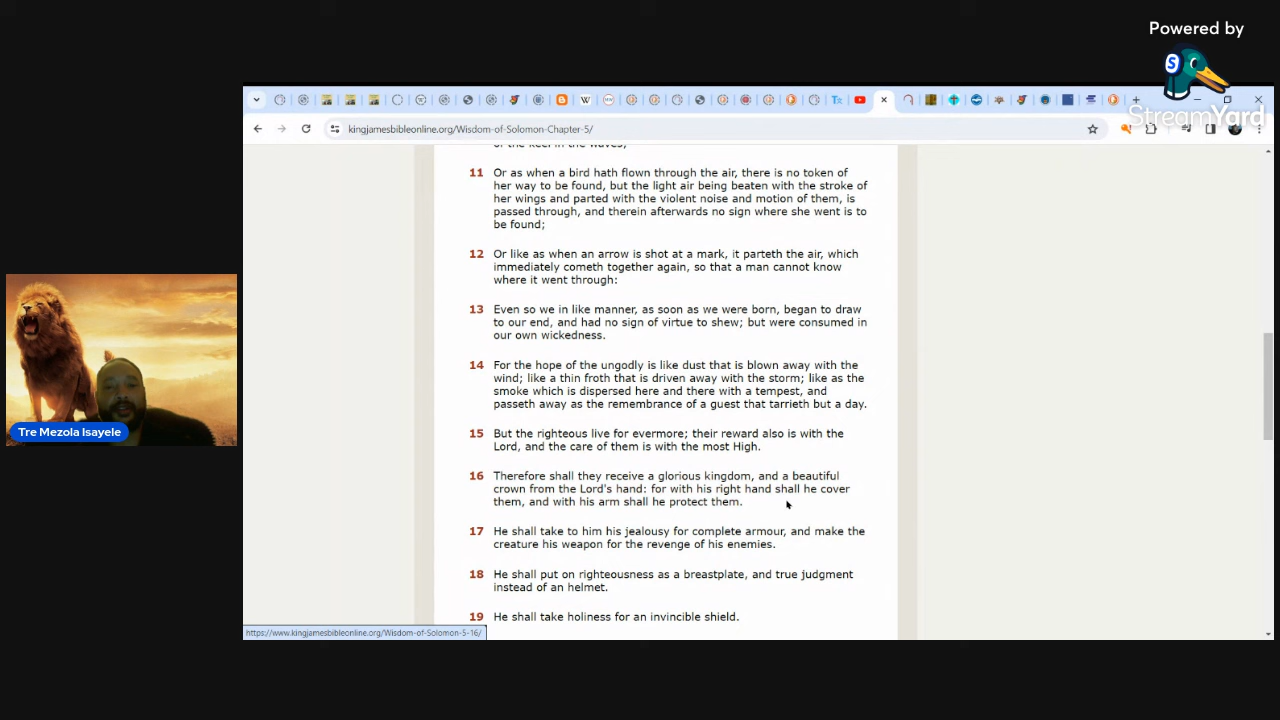 Powered by
S
StreamYard
W
kingjamesbibleonline.org/Wisdom-of-Solomon-Chapter-5/
of the keel in the waves;
11 Or as when a bird hath flown through the air, there is no token of
her way to be found, but the light air being beaten with the stroke of
her wings and parted with the violent noise and motion of them, is
passed through, and therein afterwards no sign where she went is to
be found;
12 Or like as when an arrow is shot at a mark, it parteth the air, which
immediately cometh together again, so that a man cannot know
where it went through:
13 Even so we in like manner, as soon as we were born, began to draw
to our end, and had no sign of virtue to shew; but were consumed in
our own wickedness.
14 For the hope of the ungodly is like dust that is blown away with the
wind; like a thin froth that is driven away with the storm; like as the
smoke which is dispersed here and there with a tempest, and
passeth away as the remembrance of a guest that tarrieth but a day.
15 But the righteous live for evermore; their reward also is with the
Lord, and the care of them is with the most High.
16 Therefore shall they receive a glorious kingdom, and a beautiful
crown from the Lord's hand: for with his right hand shall he cover
them, and with his arm shall he protect them.
17 He shall take to him his jealousy for complete armour, and make the
creature his weapon for the revenge of his enemies.
18 He shall put on righteousness as a breastplate, and true judgment
instead of an helmet.
19 He shall take holiness for an invincible shield.
Tre Mezola Isayele
https://www.kingjamesbibleonline.org/Wisdom-of-Solomon-5-16/